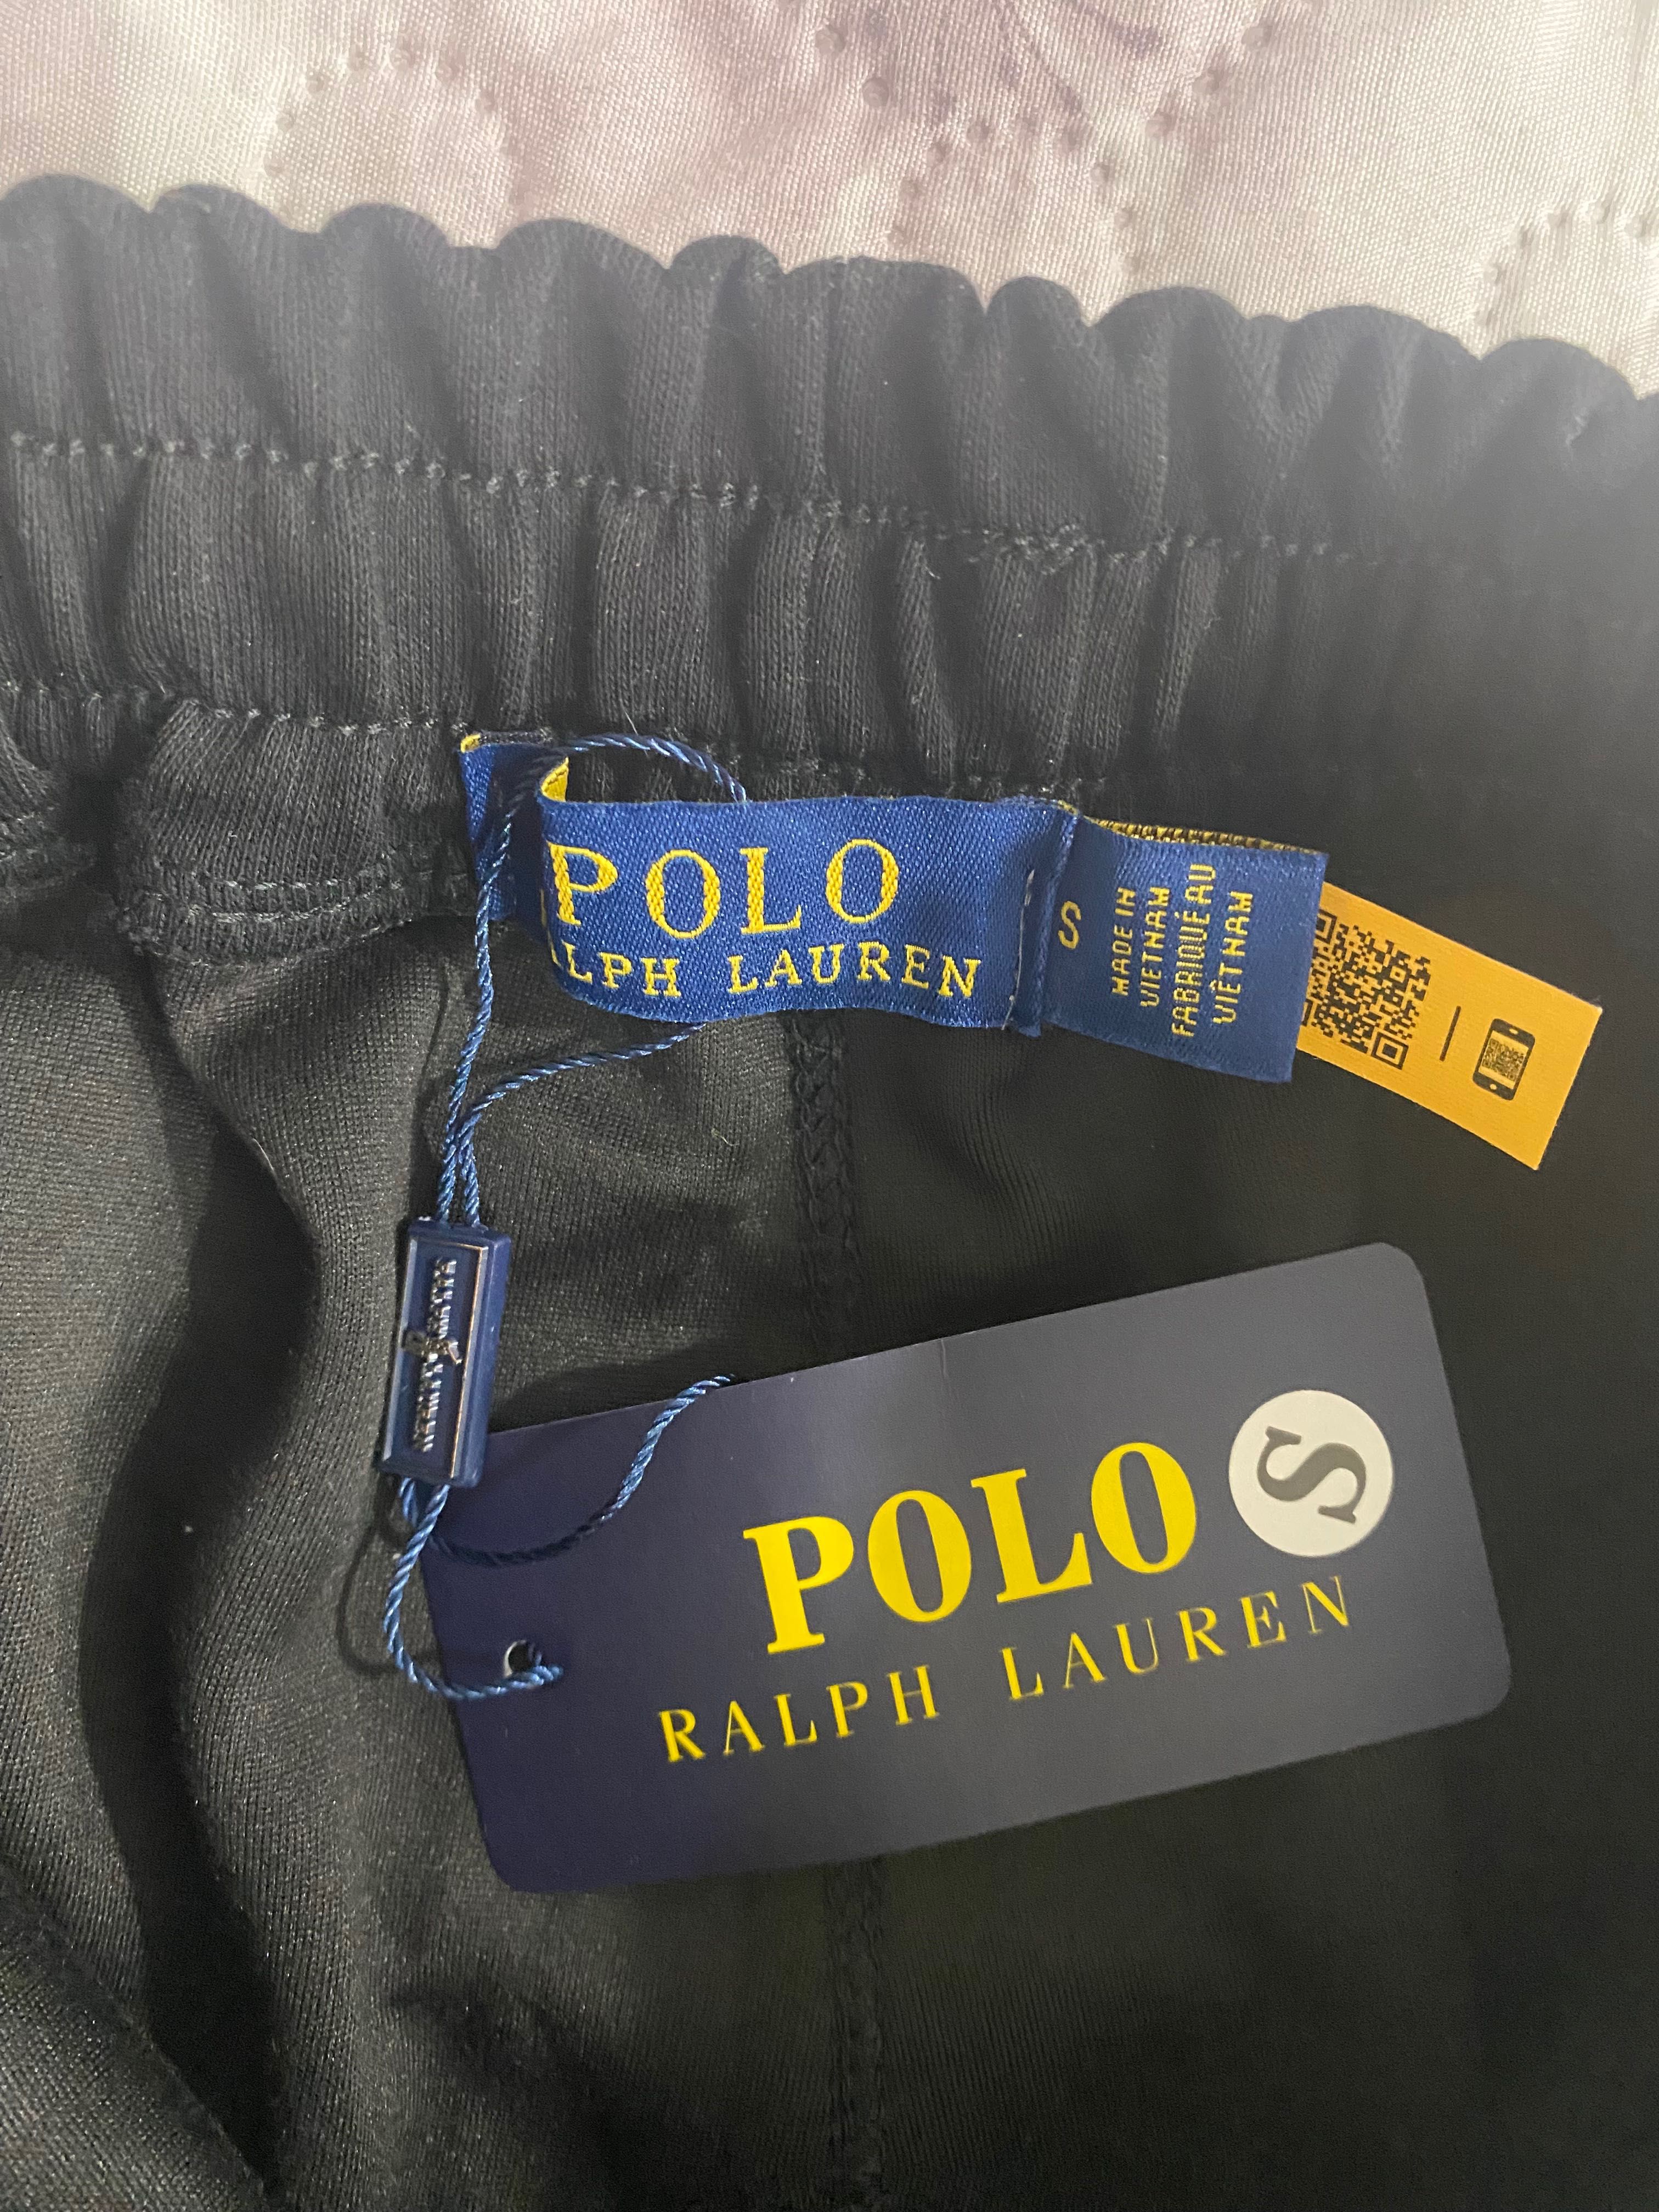 POLO
RALPH LAUREN
S
MADE IN
VIETNAM
FABRIQUÉ AU
VIÊT NAM
POLO S
RALPH LAUREN